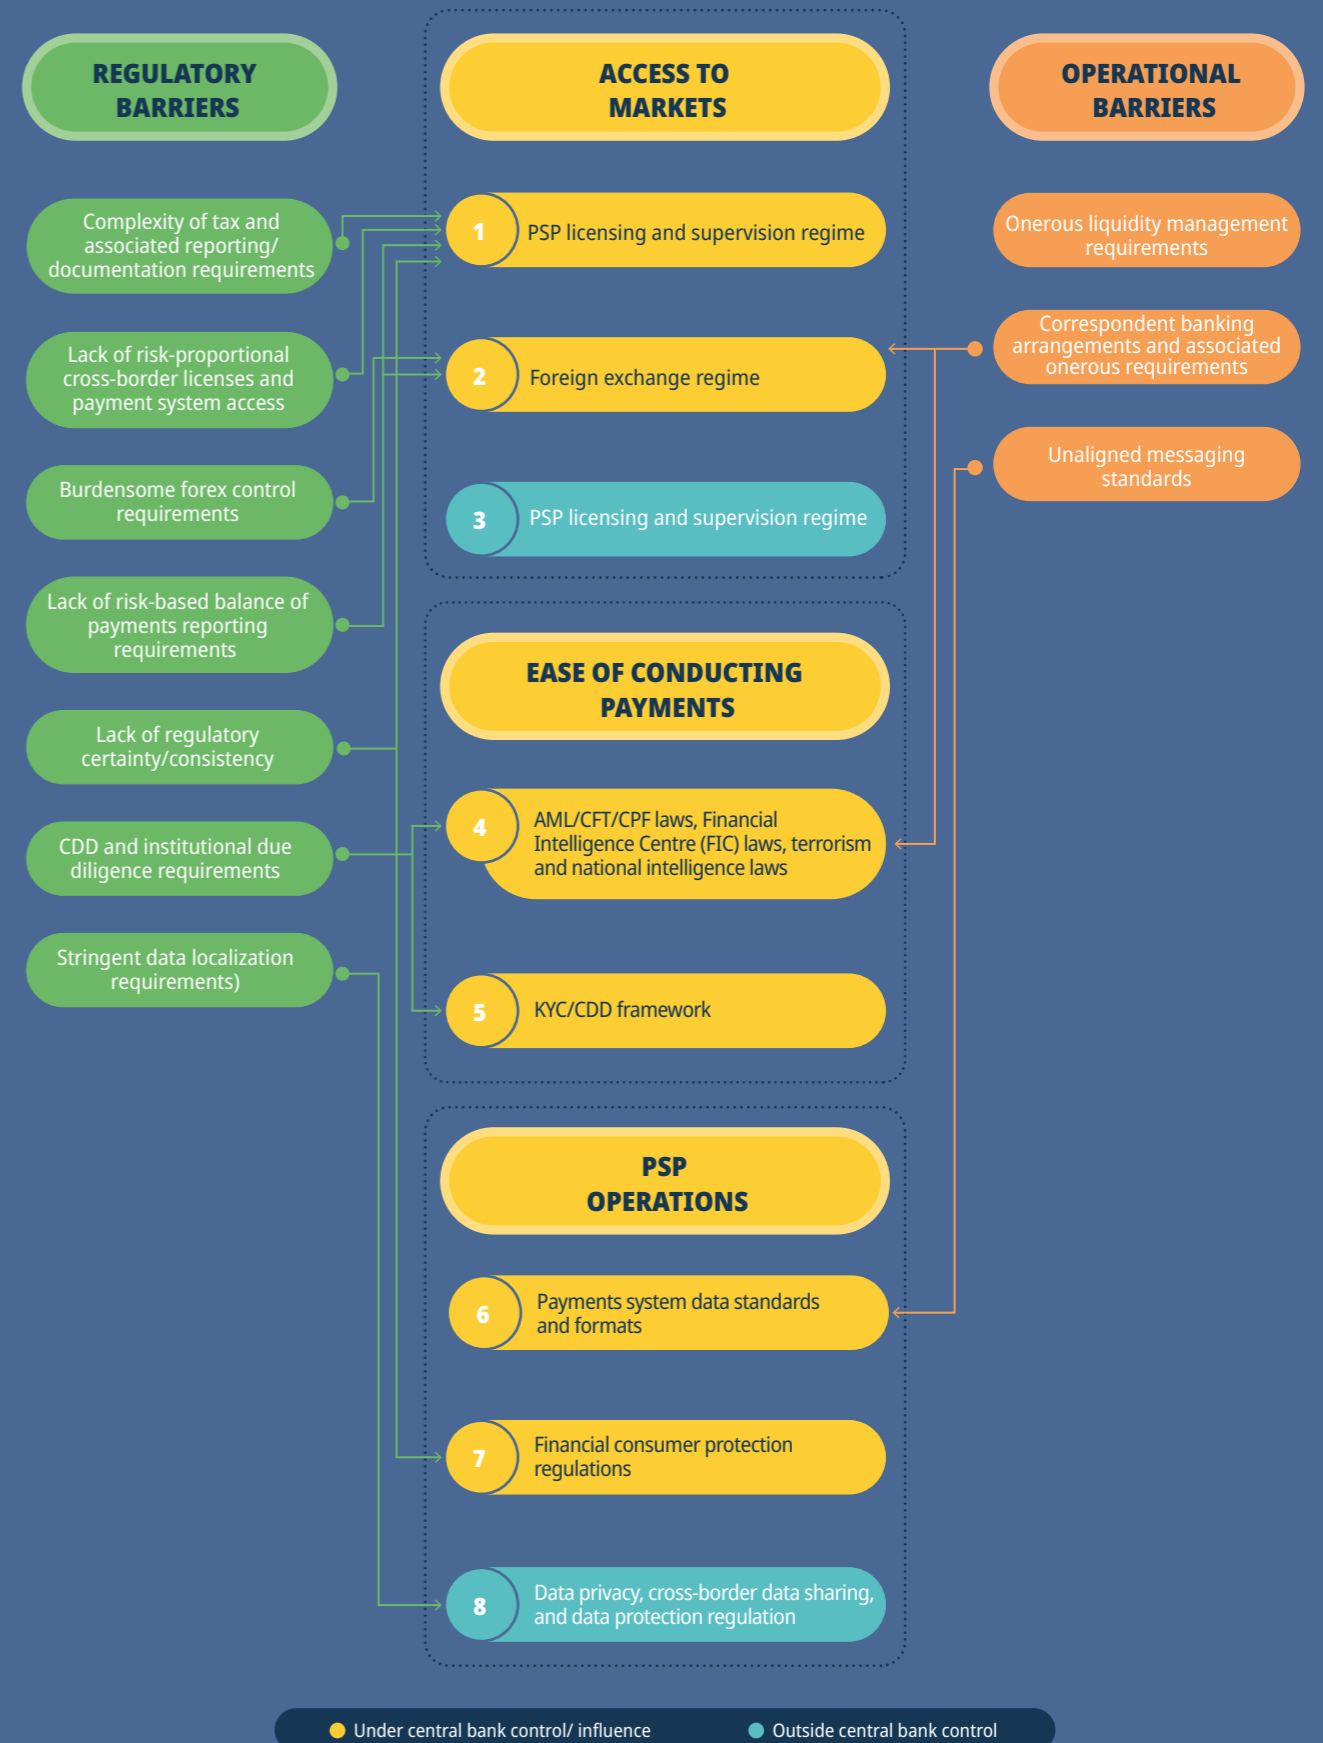 REGULATORY
BARRIERS
Complexity of tax and
associated reporting/
documentation requirements
Lack of risk-proportional
cross-border licenses and
payment system access
Burdensome forex control
requirements
Lack of risk-based balance of
payments reporting
requirements
Lack of regulatory
certainty/consistency
CDD and institutional due
diligence requirements
Stringent data localization
requirements)
ACCESS TO
MARKETS
1
PSP licensing and supervision regime
2
Foreign exchange regime
3
PSP licensing and supervision regime
EASE OF CONDUCTING
PAYMENTS
4
AML/CFT/CPF laws, Financial
Intelligence Centre (FIC) laws, terrorism
and national intelligence laws
5
KYC/CDD framework
PSP
OPERATIONS
6
Payments system data standards
and formats
7
Financial consumer protection
regulations
8
Data privacy, cross-border data sharing,
and data protection regulation
OPERATIONAL
BARRIERS
Onerous liquidity management
requirements
Correspondent banking
arrangements and associated
onerous requirements
Unaligned messaging
standards
Under central bank control/ influence
Outside central bank control